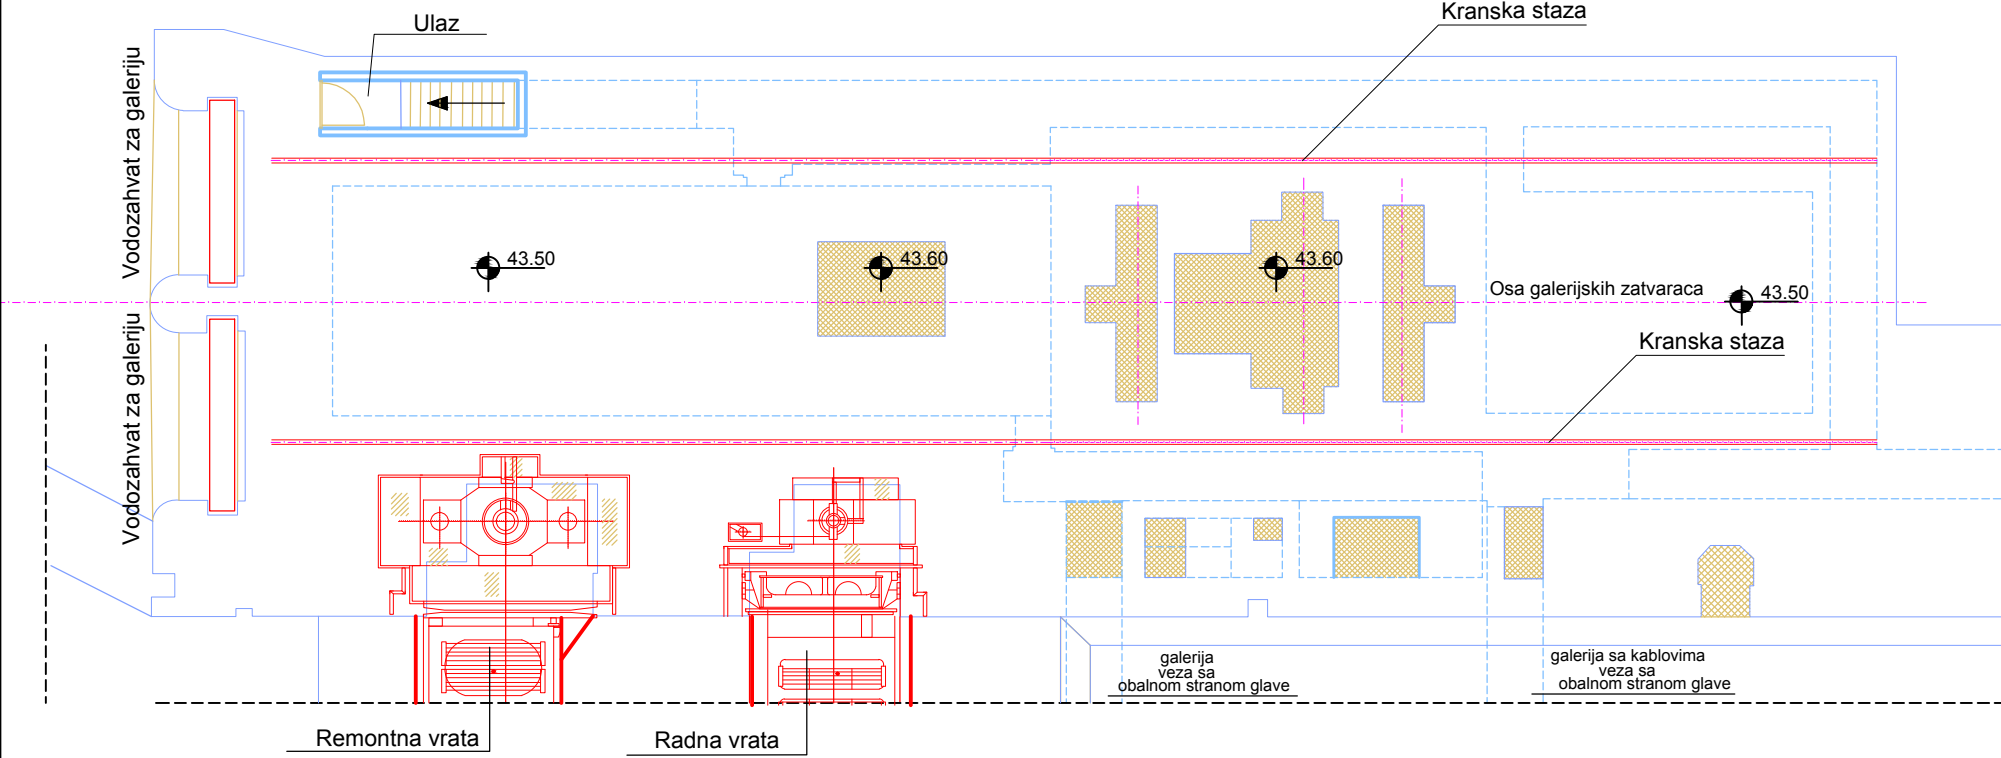 Kranska staza
Ulaz
Vodozahvat za galeriju
43.50
43.60
43.60
Osa galerijskih zatvaraca
43.50
Vodozahvat za galeriju
Kranska staza
galerija
veza sa
obalnom stranom glave
galerija sa kablovima
veza sa
obalnom stranom glave
Remontna vrata
Radna vrata